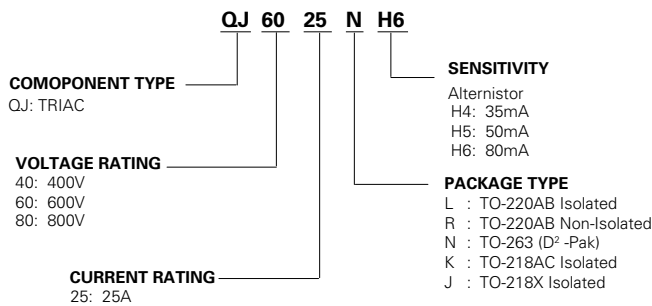 QJ 60 25 N H6
COMOPONENT TYPE
QJ: TRIAC
VOLTAGE RATING
40: 400V
60: 600V
80: 800V
CURRENT RATING
25: 25A
SENSITIVITY
Alternistor
H4: 35mA
H5: 50mA
H6: 80mA
PACKAGE TYPE
L : TO-220AB Isolated
R : TO-220AB Non-Isolated
N : TO-263 (D² -Pak)
K : TO-218AC Isolated
J : TO-218X Isolated